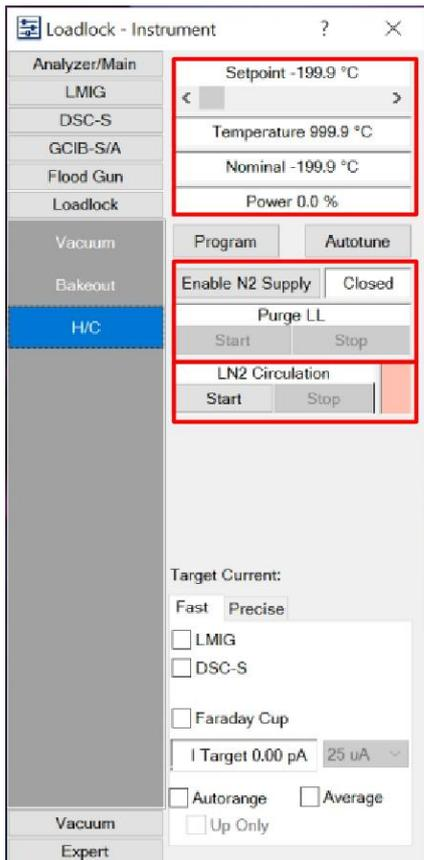 Loadlock - Instrument ? ×
Analyzer/Main
LMIG
DSC-S
GCIB-S/A
Flood Gun
Loadlock
Vacuum
Bakeout
H/C
Vacuum
Expert
Setpoint -199.9 °C
< >
Temperature 999.9 °C
Nominal -199.9 °C
Power 0.0 %
Program Autotune
Enable N2 Supply Closed
Purge LL
Start Stop
LN2 Circulation
Start Stop
Target Current:
Fast Precise
LMIG
DSC-S
Faraday Cup
I Target 0.00 pA 25 uA
Autorange Average
Up Only